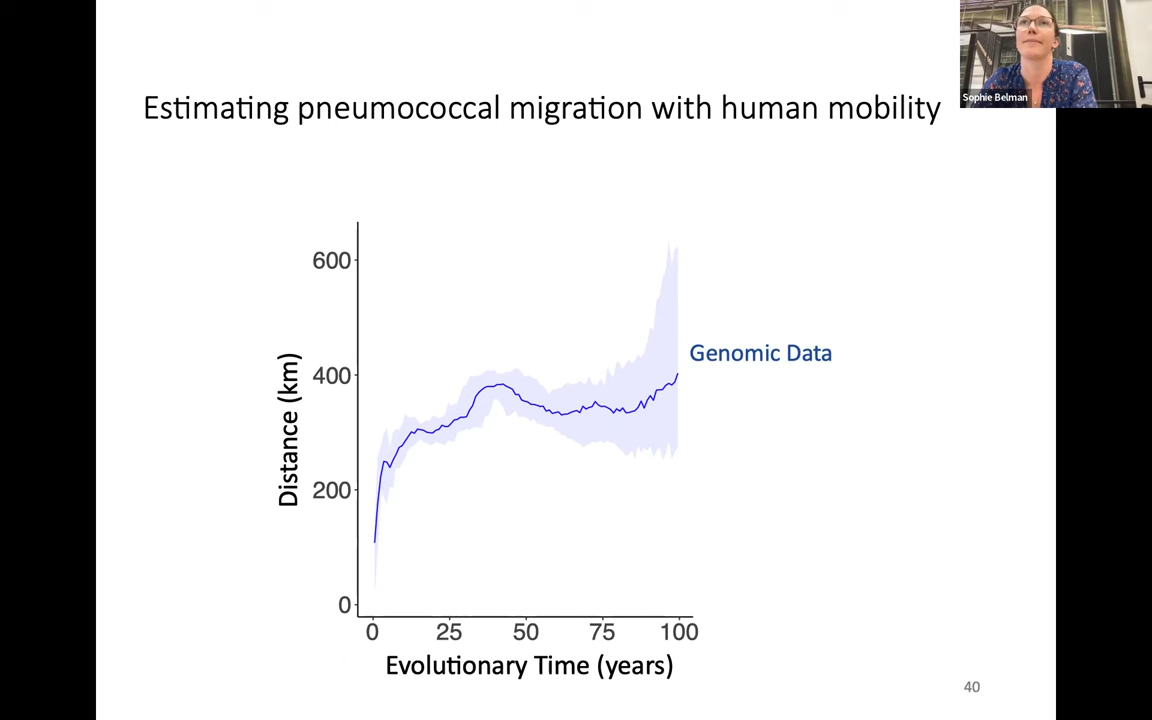 Sophie Belman
Estimating pneumococcal migration with human mobility
600
400
200
0
Distance (km)
Genomic Data
0 25 50 75 100
Evolutionary Time (years)
40